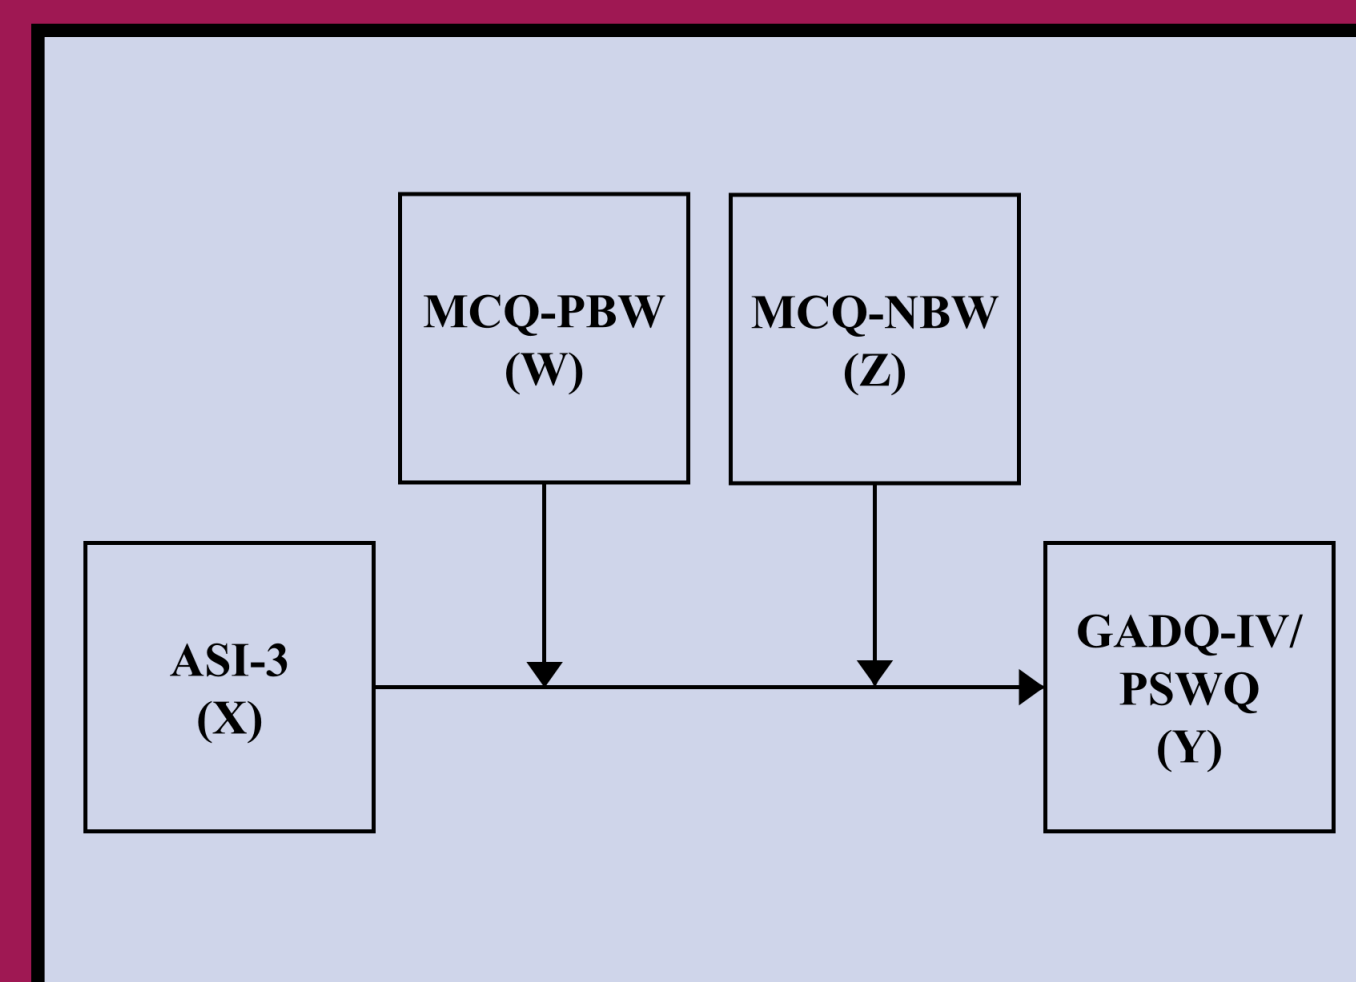 MCQ-PBW
(W)
MCQ-NBW
(Z)
ASI-3
(X)
GADQ-IV/
PSWQ
(Y)